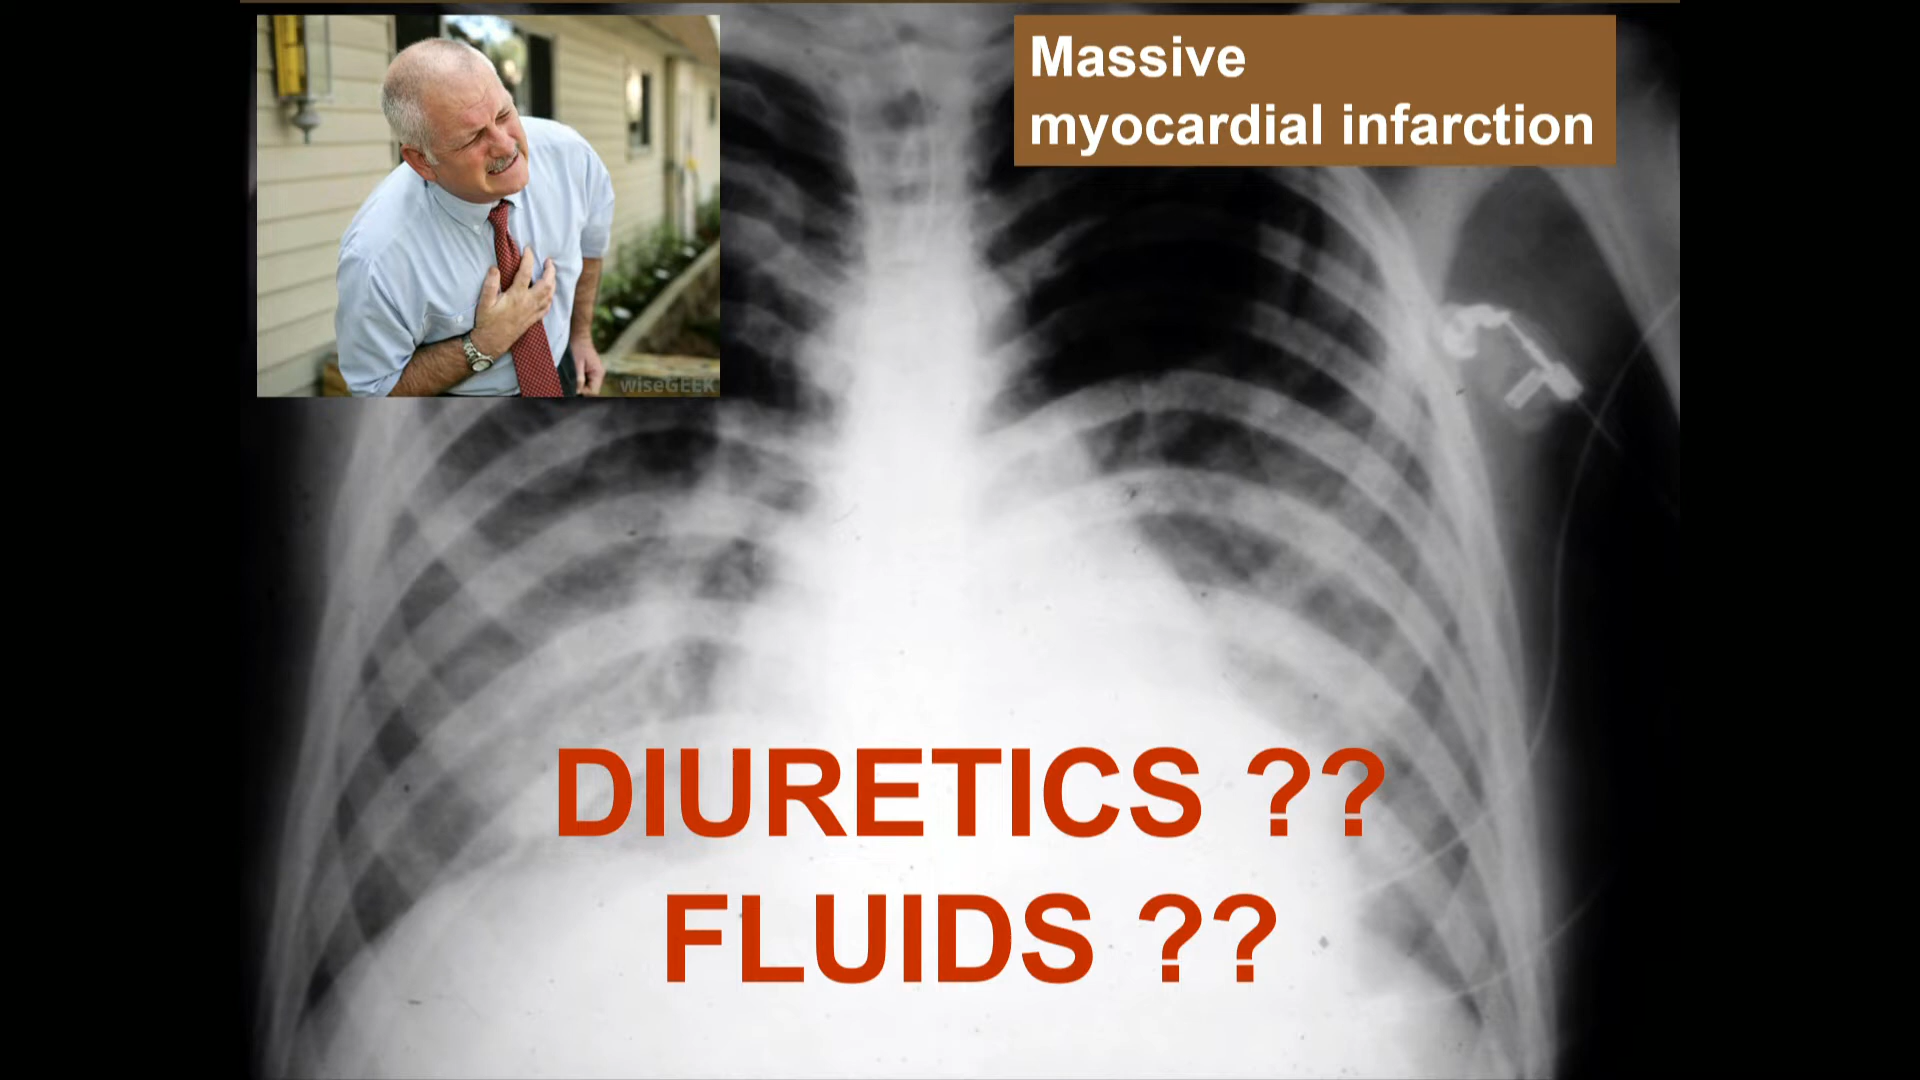 Massive
myocardial infarction
wiseGEEK
DIURETICS ??
FLUIDS ??